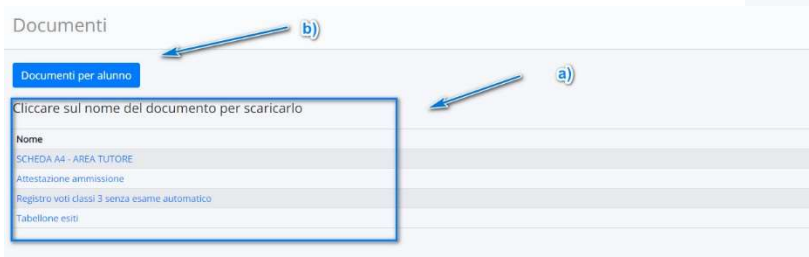 Documenti
b)
Documenti per alunno
a)
Cliccare sul nome del documento per scaricarlo
Nome
SCHEDA A4 - AREA TUTORE
Attestazione ammissione
Registro voti classi 3 senza esame automatico
Tabellone esiti